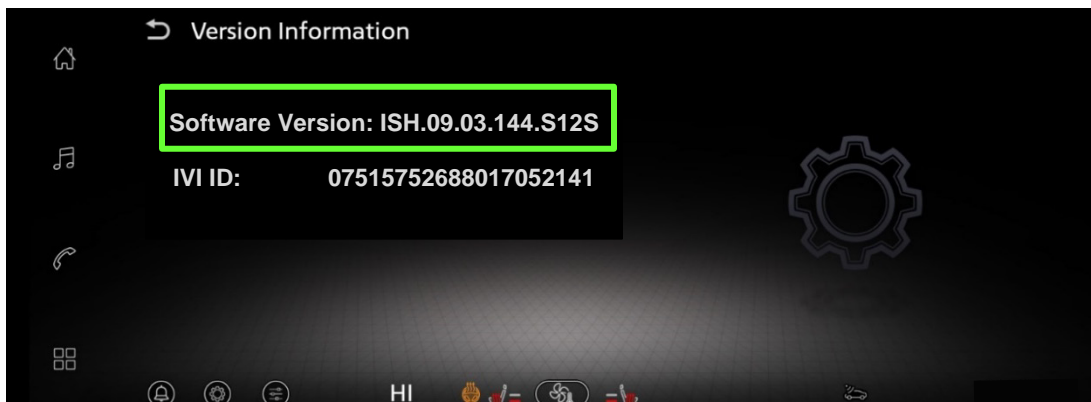 Version Information
Software Version: ISH.09.03.144.S12S
IVI ID: 07515752688017052141
HI